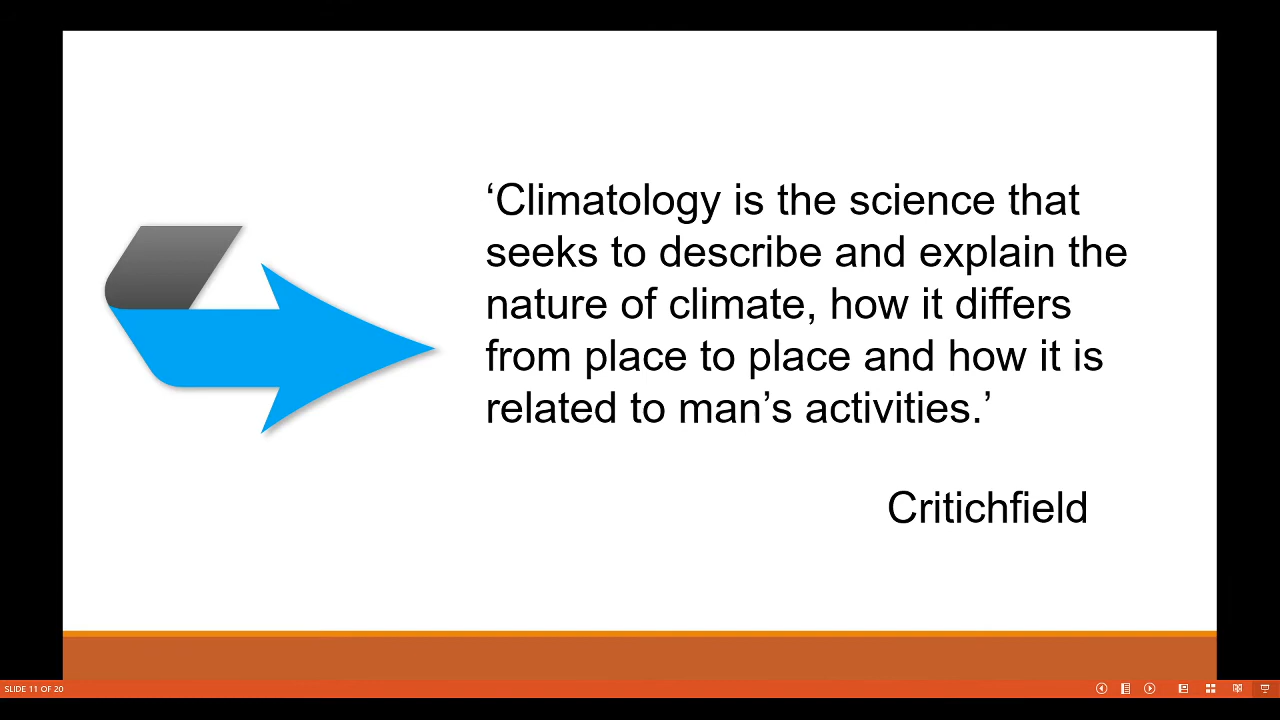 ‘Climatology is the science that
seeks to describe and explain the
nature of climate, how it differs
from place to place and how it is
related to man’s activities.’
Critichfield
SLIDE 11 OF 20